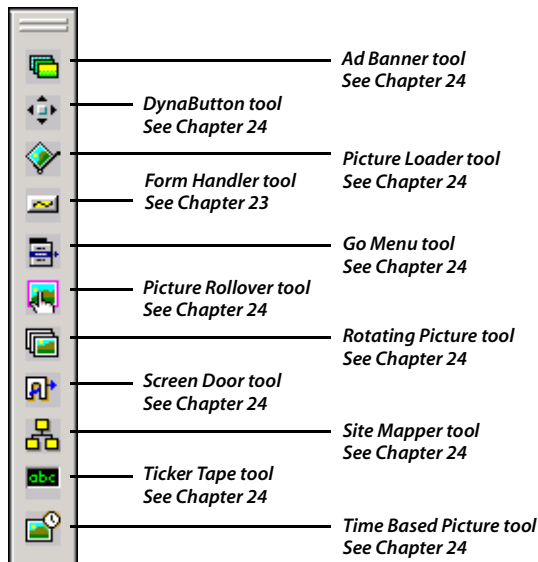 Ad Banner tool
See Chapter 24
DynaButton tool
See Chapter 24
Picture Loader tool
See Chapter 24
Form Handler tool
See Chapter 23
Go Menu tool
See Chapter 24
Picture Rollover tool
See Chapter 24
Rotating Picture tool
See Chapter 24
Screen Door tool
See Chapter 24
Site Mapper tool
See Chapter 24
abc
Ticker Tape tool
See Chapter 24
Time Based Picture tool
See Chapter 24